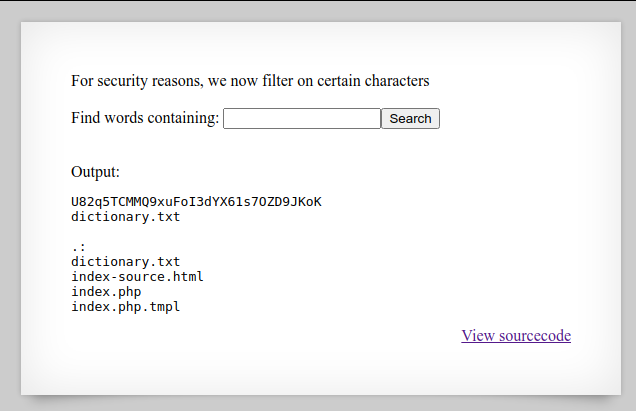 For security reasons, we now filter on certain characters
Find words containing: Search
Output:
U82q5TCMMQ9xuFoI3dYX61s7OZD9JKoK
dictionary.txt
.:
dictionary.txt
index-source.html
index.php
index.php.tmpl
View sourcecode